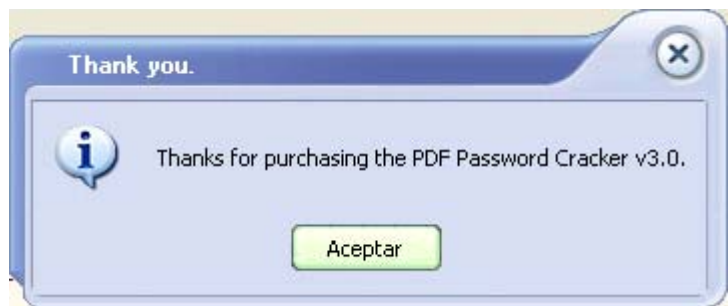 Thank you.
Thanks for purchasing the PDF Password Cracker v3.0.
Aceptar